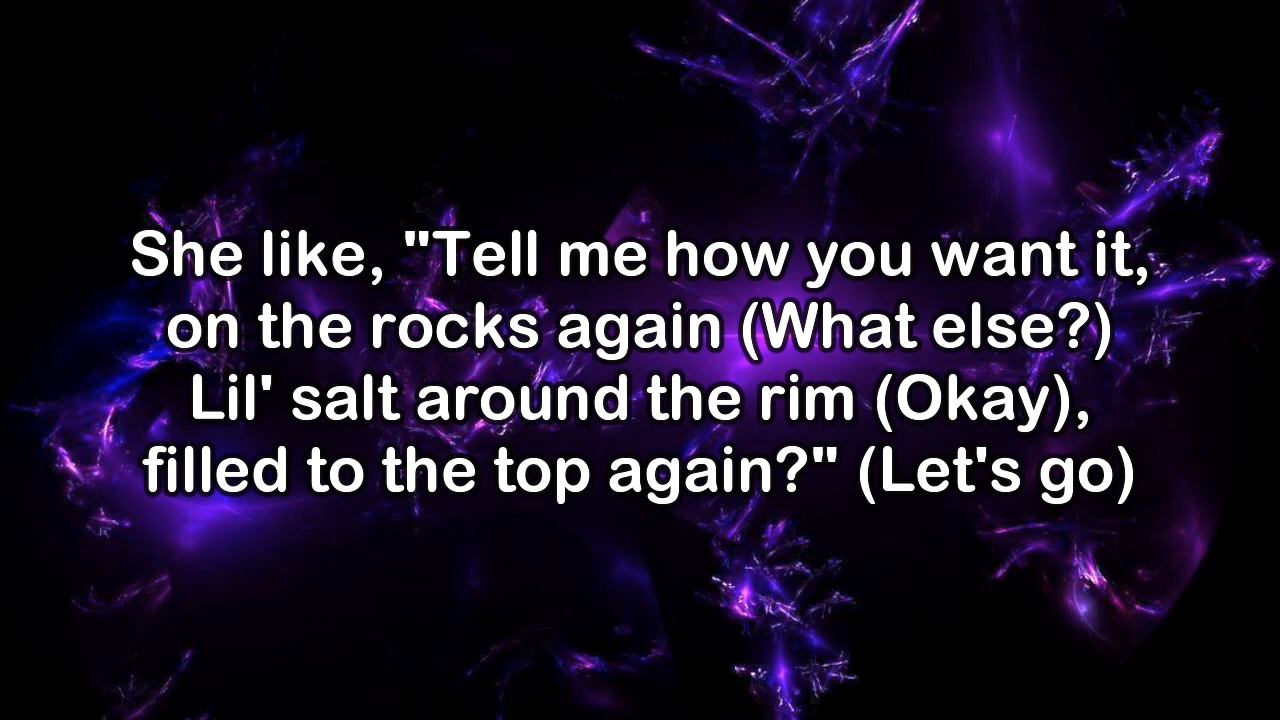 She like, "Tell me how you want it,
on the rocks again (What else?)
Lil' salt around the rim (Okay),
filled to the top again?" (Let's go)